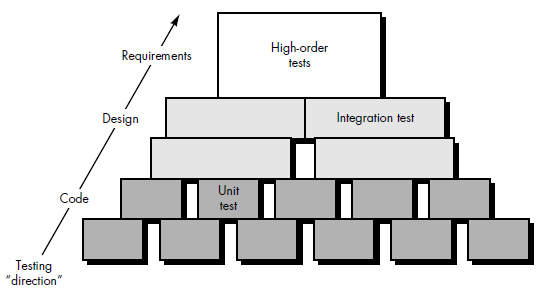 High-order
tests
Requirements
Design
Integration test
Code
Unit
test
Testing
"direction"